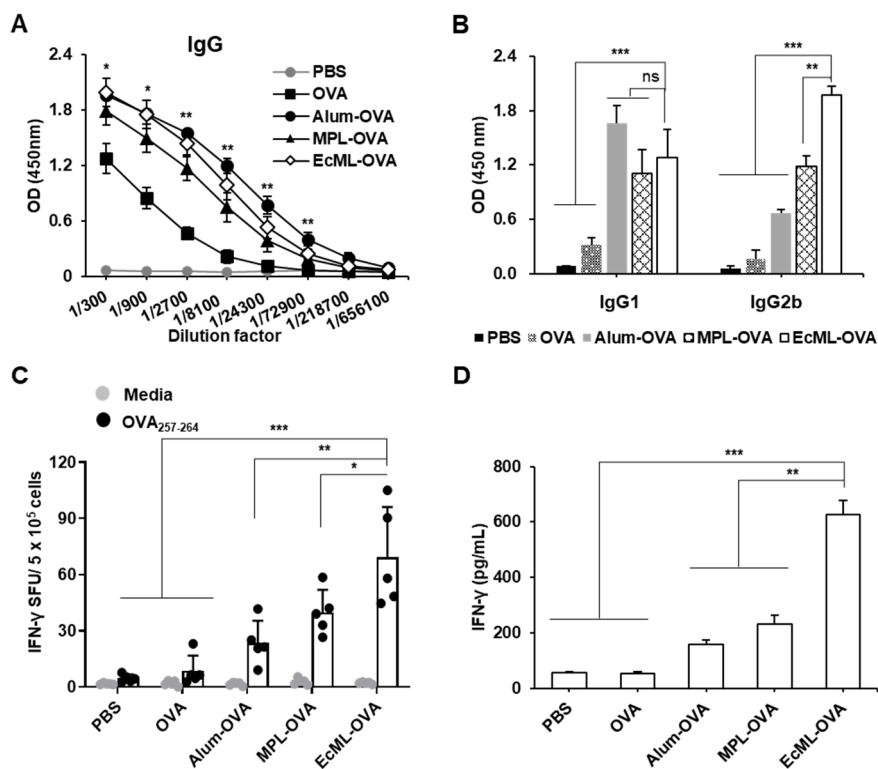 A
IgG
2.4
1.8
1.2
0.6
0
OD (450nm)
* * ** ** ** **
PBS
OVA
Alum-OVA
MPL-OVA
EcML-OVA
1/300 1/900 1/2700 1/8100 1/24300 1/72900 1/218700 1/656100
Dilution factor
B
2.4
1.8
1.2
0.6
0.0
OD (450 nm)
***
ns
***
**
IgG1 IgG2b
PBS OVA Alum-OVA MPL-OVA EcML-OVA
C
Media
OVA257-264
***
**
*
120
90
60
30
0
IFN-γ SFU/ 5 x 10⁵ cells
PBS OVA Alum-OVA MPL-OVA EcML-OVA
D
***
**
800
600
400
200
0
IFN-γ (pg/mL)
PBS OVA Alum-OVA MPL-OVA EcML-OVA